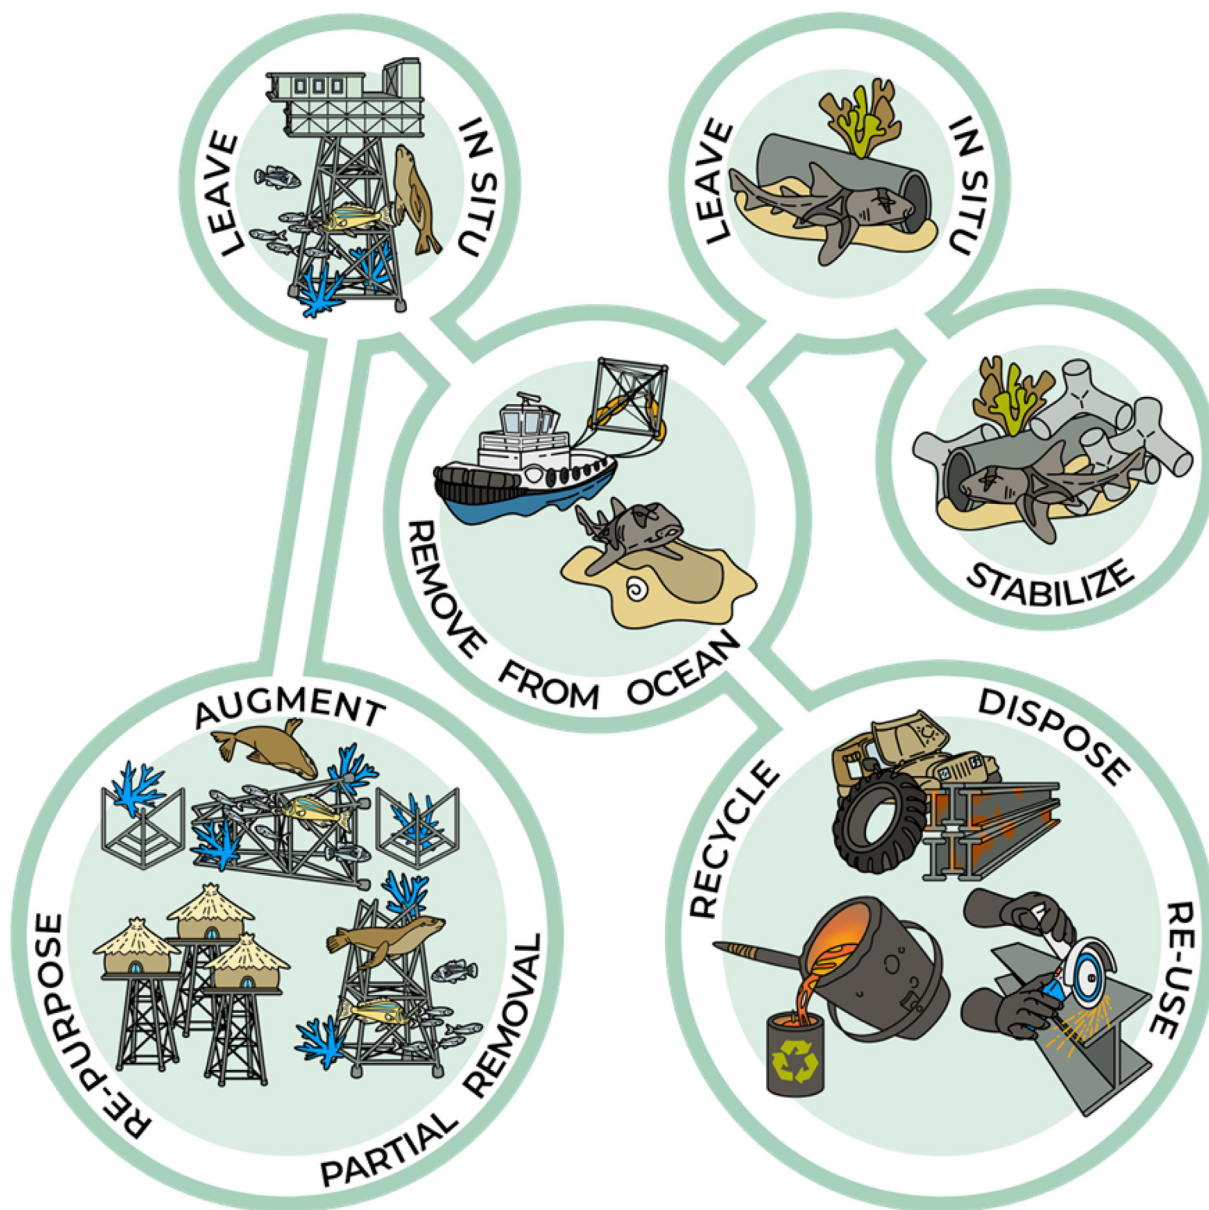 LEAVE IN SITU
LEAVE IN SITU
STABILIZE
REMOVE FROM OCEAN
AUGMENT
RE-PURPOSE
PARTIAL REMOVAL
RECYCLE
DISPOSE
RE-USE